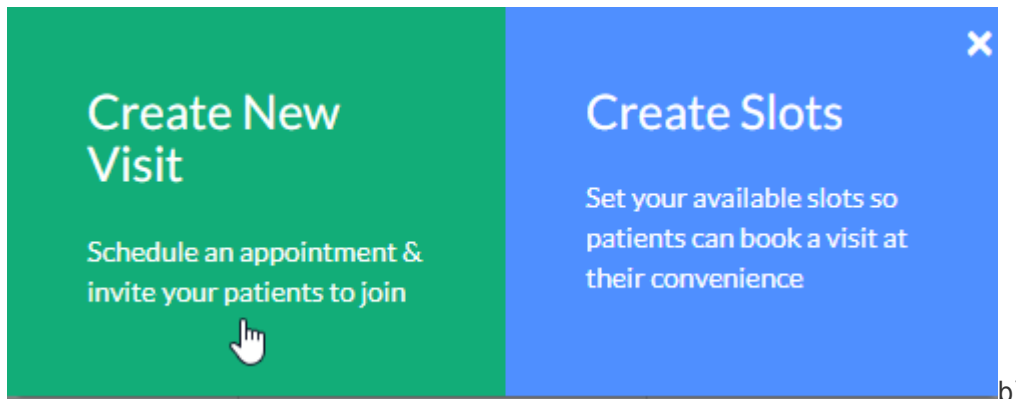 Create New
Visit
Schedule an appointment &
invite your patients to join
Create Slots
Set your available slots so
patients can book a visit at
their convenience